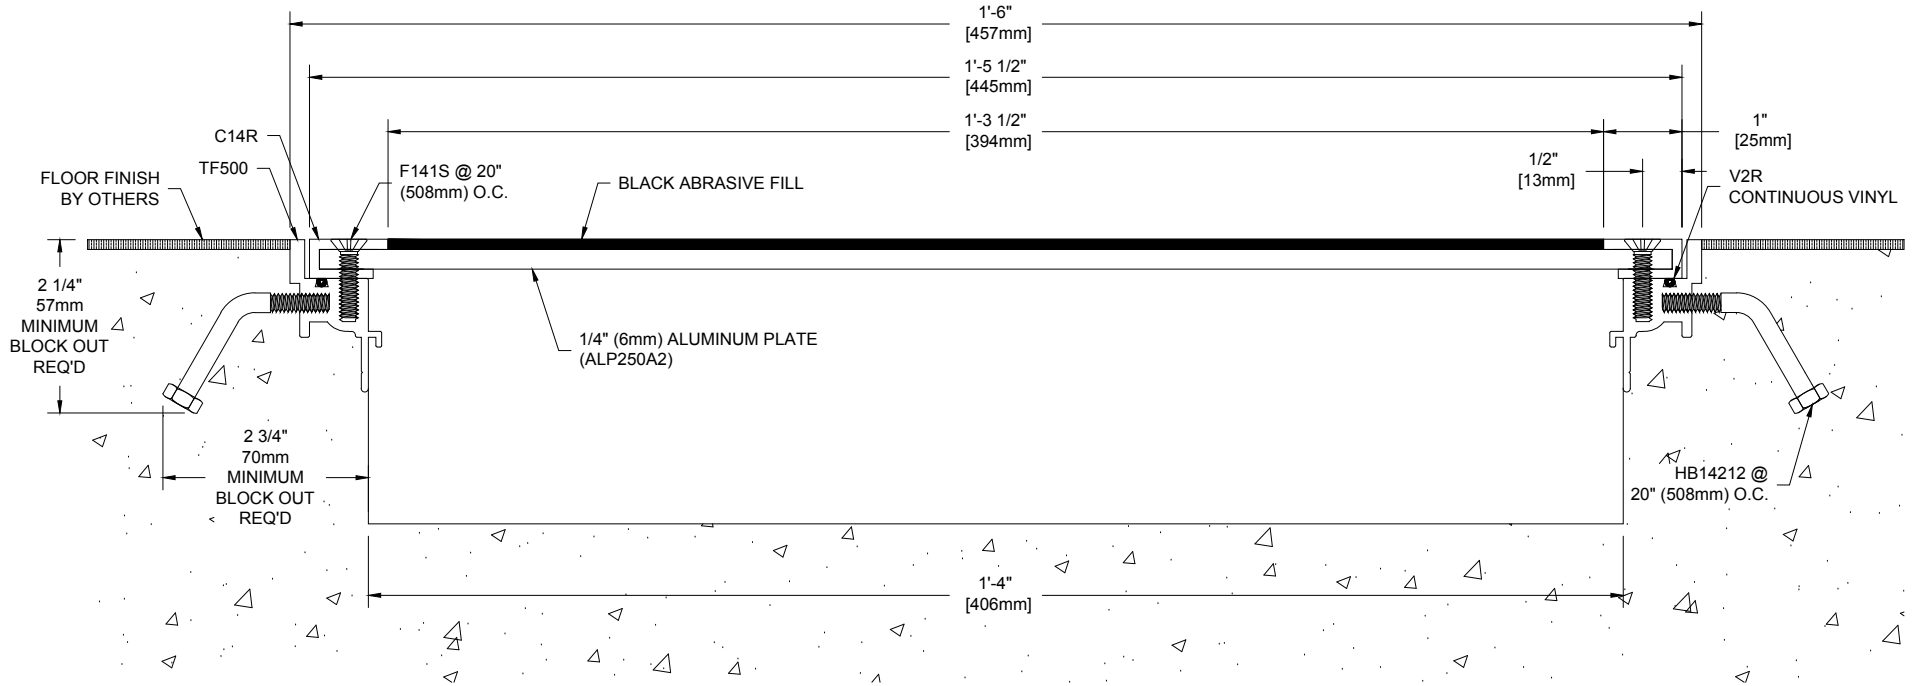 1'-6"
[457mm]
1'-5 1/2"
[445mm]
1'-3 1/2"
[394mm]
1"
[25mm]
1/2"
[13mm]
C14R
TF500
FLOOR FINISH
BY OTHERS
F141S @ 20"
(508mm) O.C.
BLACK ABRASIVE FILL
V2R
CONTINUOUS VINYL
2 1/4"
57mm
MINIMUM
BLOCK OUT
REQ'D
1/4" (6mm) ALUMINUM PLATE
(ALP250A2)
2 3/4"
70mm
MINIMUM
BLOCK OUT
REQ'D
HB14212 @
20" (508mm) O.C.
1'-4"
[406mm]